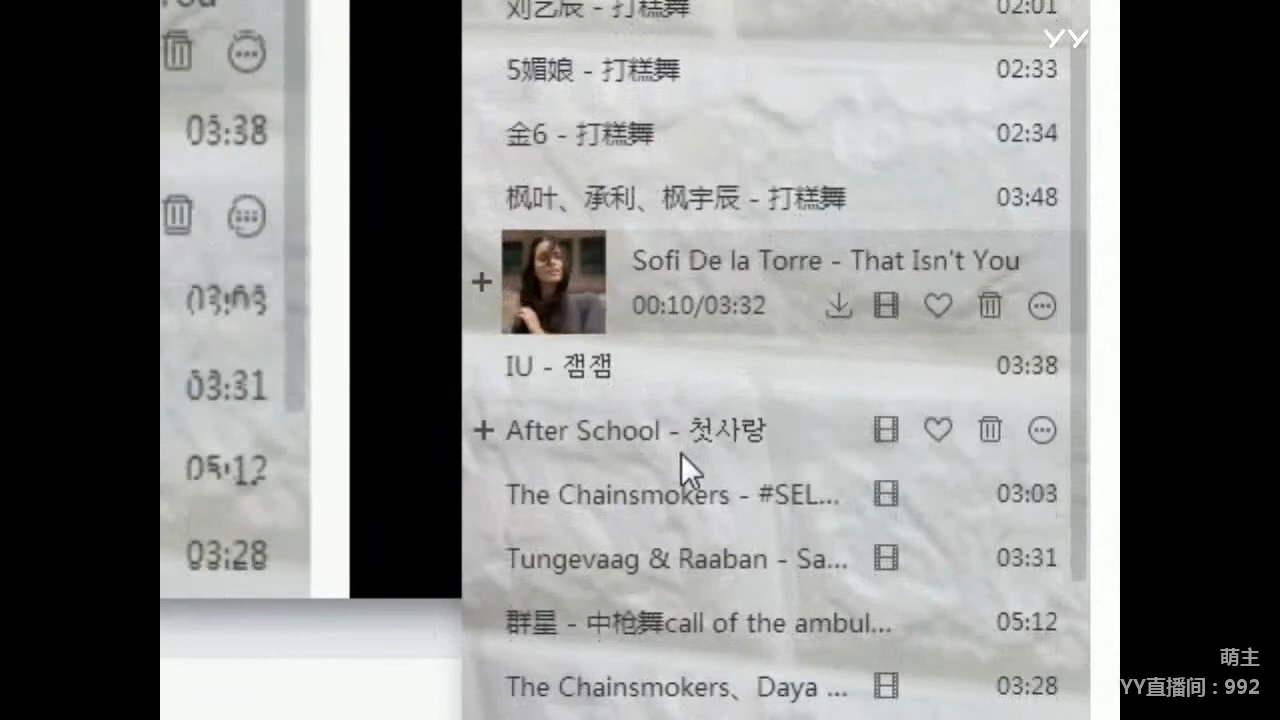 03:38
03:31
05:12
03:28
刘艺辰 - 打糕舞 02:01
YY
5媚娘 - 打糕舞 02:33
金6 - 打糕舞 02:34
枫叶、承利、枫宇辰 - 打糕舞 03:48
Sofi De la Torre - That Isn't You
00:10/03:32
IU - 잼잼 03:38
After School - 첫사랑
The Chainsmokers - #SEL... 03:03
Tungevaag & Raaban - Sa... 03:31
群星 - 中枪舞call of the ambul... 05:12
The Chainsmokers、Daya ... 03:28
萌主
YY直播间:992